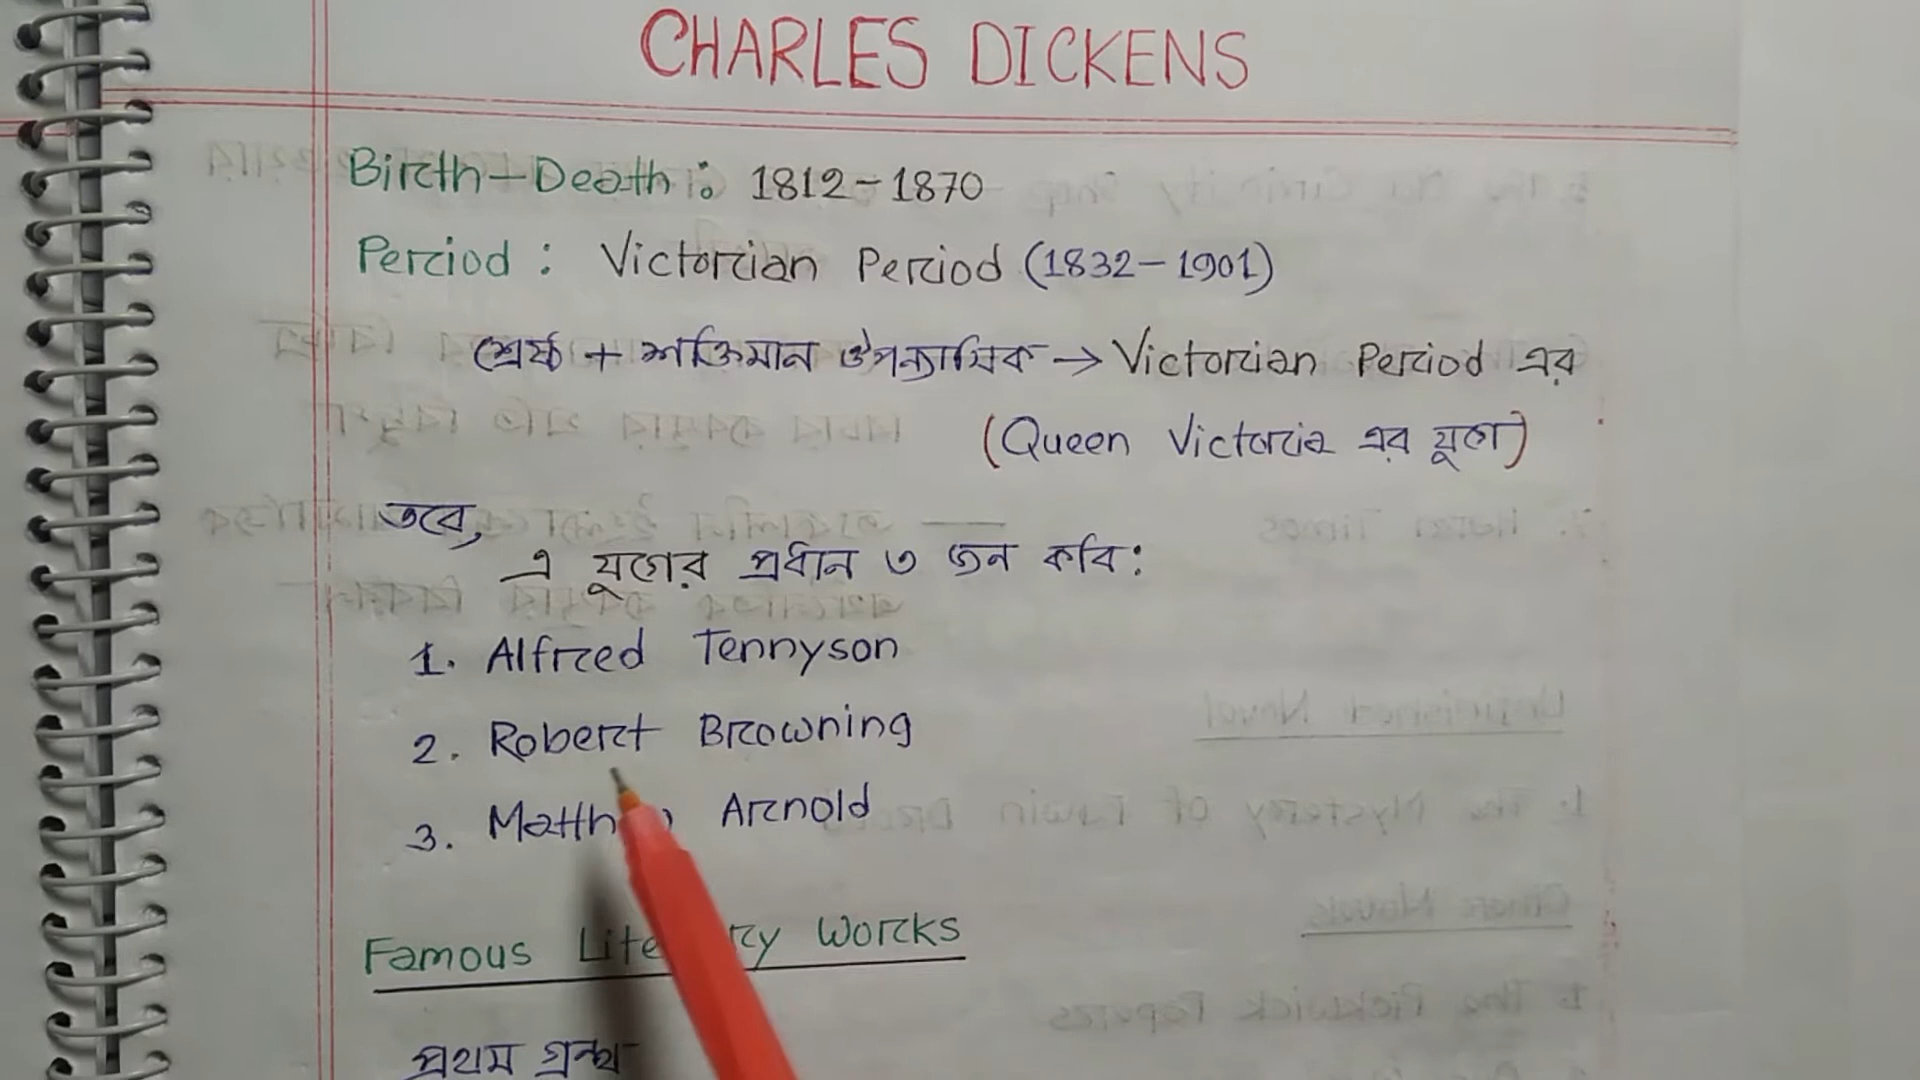 CHARLES DICKENS
Birth-Death: 1812-1870
Period: Victorian Period (1832-1901)
শ্রেষ্ঠ + শক্তিমান ঔপন্যাসিক → Victorian Period এর
(Queen Victoria এর যুগে)
তবে,
এ যুগের প্রধান ৩ জন কবি:
1. Alfred Tennyson
2. Robert Browning
3. Arnold
Famous Works
প্রথম গ্রন্থ